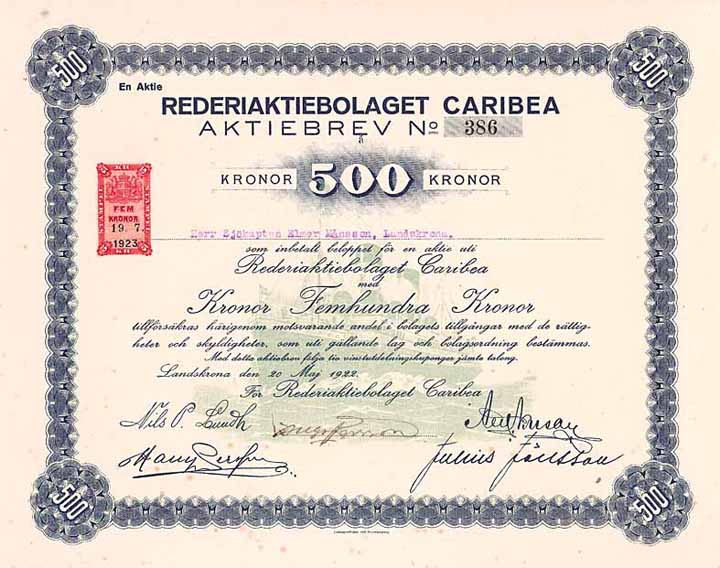 500 500
En Aktie
REDERIAKTIEBOLAGET CARIBEA
AKTIEBREV No 386
à
KRONOR 500 KRONOR
FEM
KRONOR
19. 7.
1923
Herr Sjökapten Elmer Månsson, Landskrona,
som inbetalt beloppet för en aktie uti
Rederiaktiebolaget Caribea
med
Kronor Femhundra Kronor
tillförsäkras härigenom motsvarande andel i bolagets tillgångar med de rättig-
heter och skyldigheter, som uti gällande lag och bolagsordning bestämmas.
Med detta aktiebrev följa tio vinstutdelningskuponger jämte talong.
Landskrona den 20 Maj 1922.
För Rederiaktiebolaget Caribea
Nils P. Lundh
Julius Jönsson
500 500